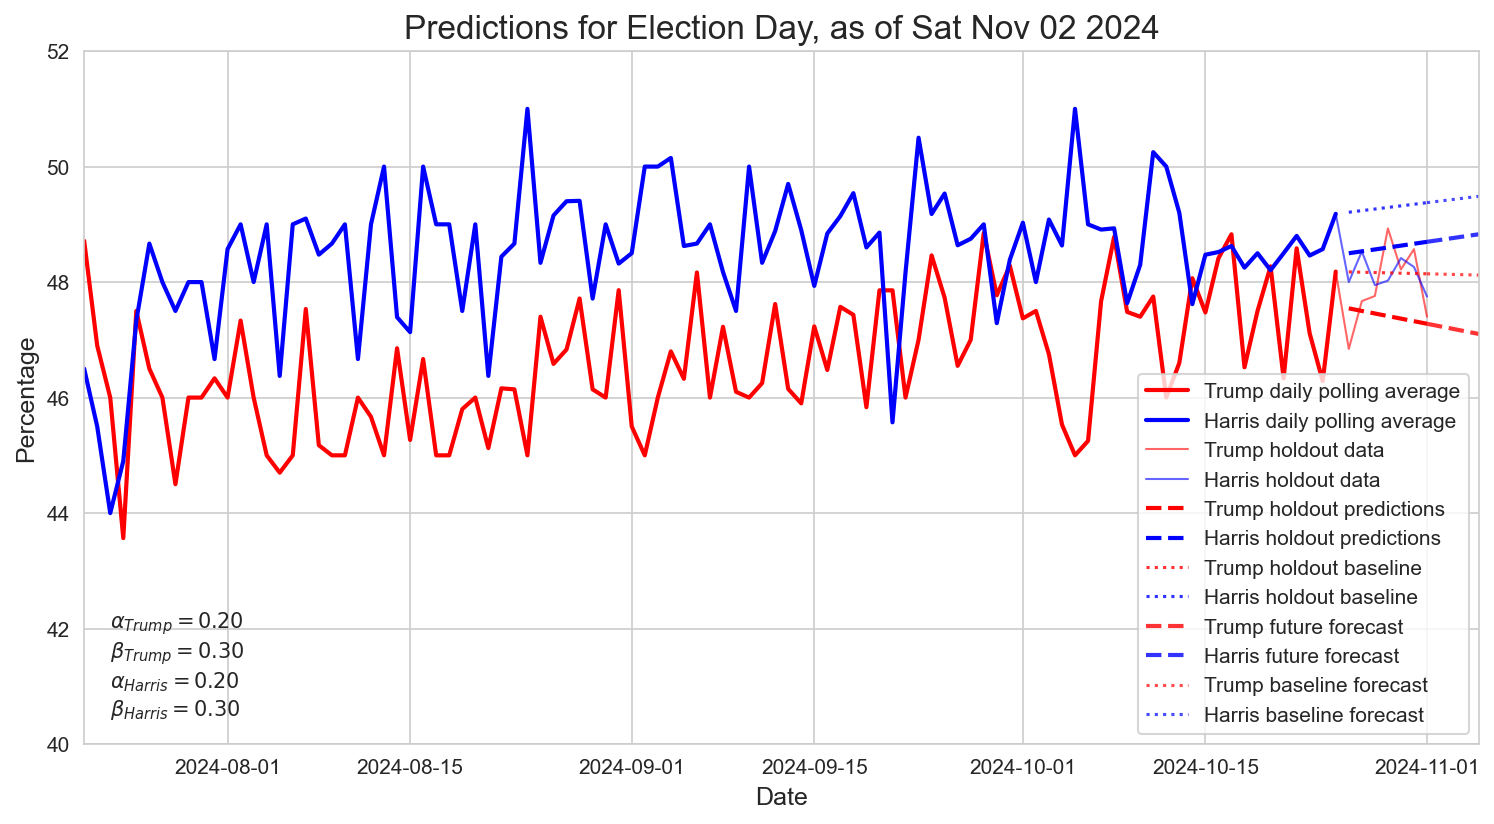 Predictions for Election Day, as of Sat Nov 02 2024
52
50
48
46
44
42
40
Percentage
α_Trump = 0.20
β_Trump = 0.30
α_Harris = 0.20
β_Harris = 0.30
Trump daily polling average
Harris daily polling average
Trump holdout data
Harris holdout data
Trump holdout predictions
Harris holdout predictions
Trump holdout baseline
Harris holdout baseline
Trump future forecast
Harris future forecast
Trump baseline forecast
Harris baseline forecast
2024-08-01 2024-08-15 2024-09-01 2024-09-15 2024-10-01 2024-10-15 2024-11-01
Date